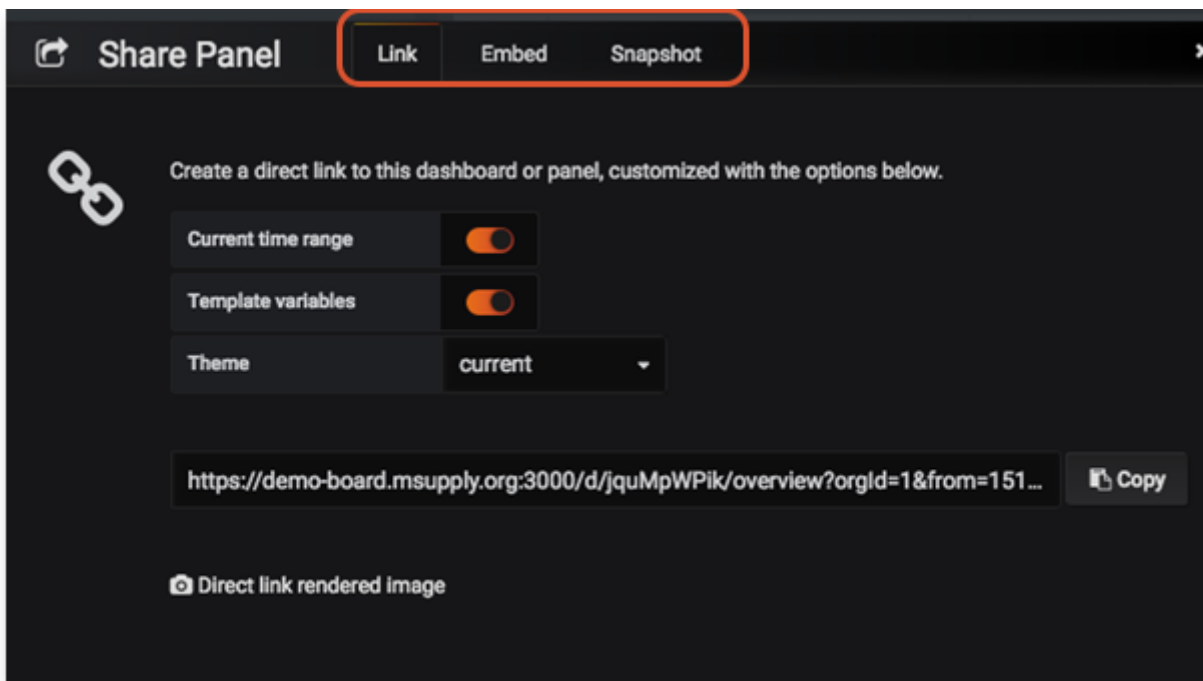 Share Panel Link Embed Snapshot
Create a direct link to this dashboard or panel, customized with the options below.
Current time range
Template variables
Theme current
https://demo-board.msupply.org:3000/d/jquMpWPik/overview?orgId=1&from=151... Copy
Direct link rendered image